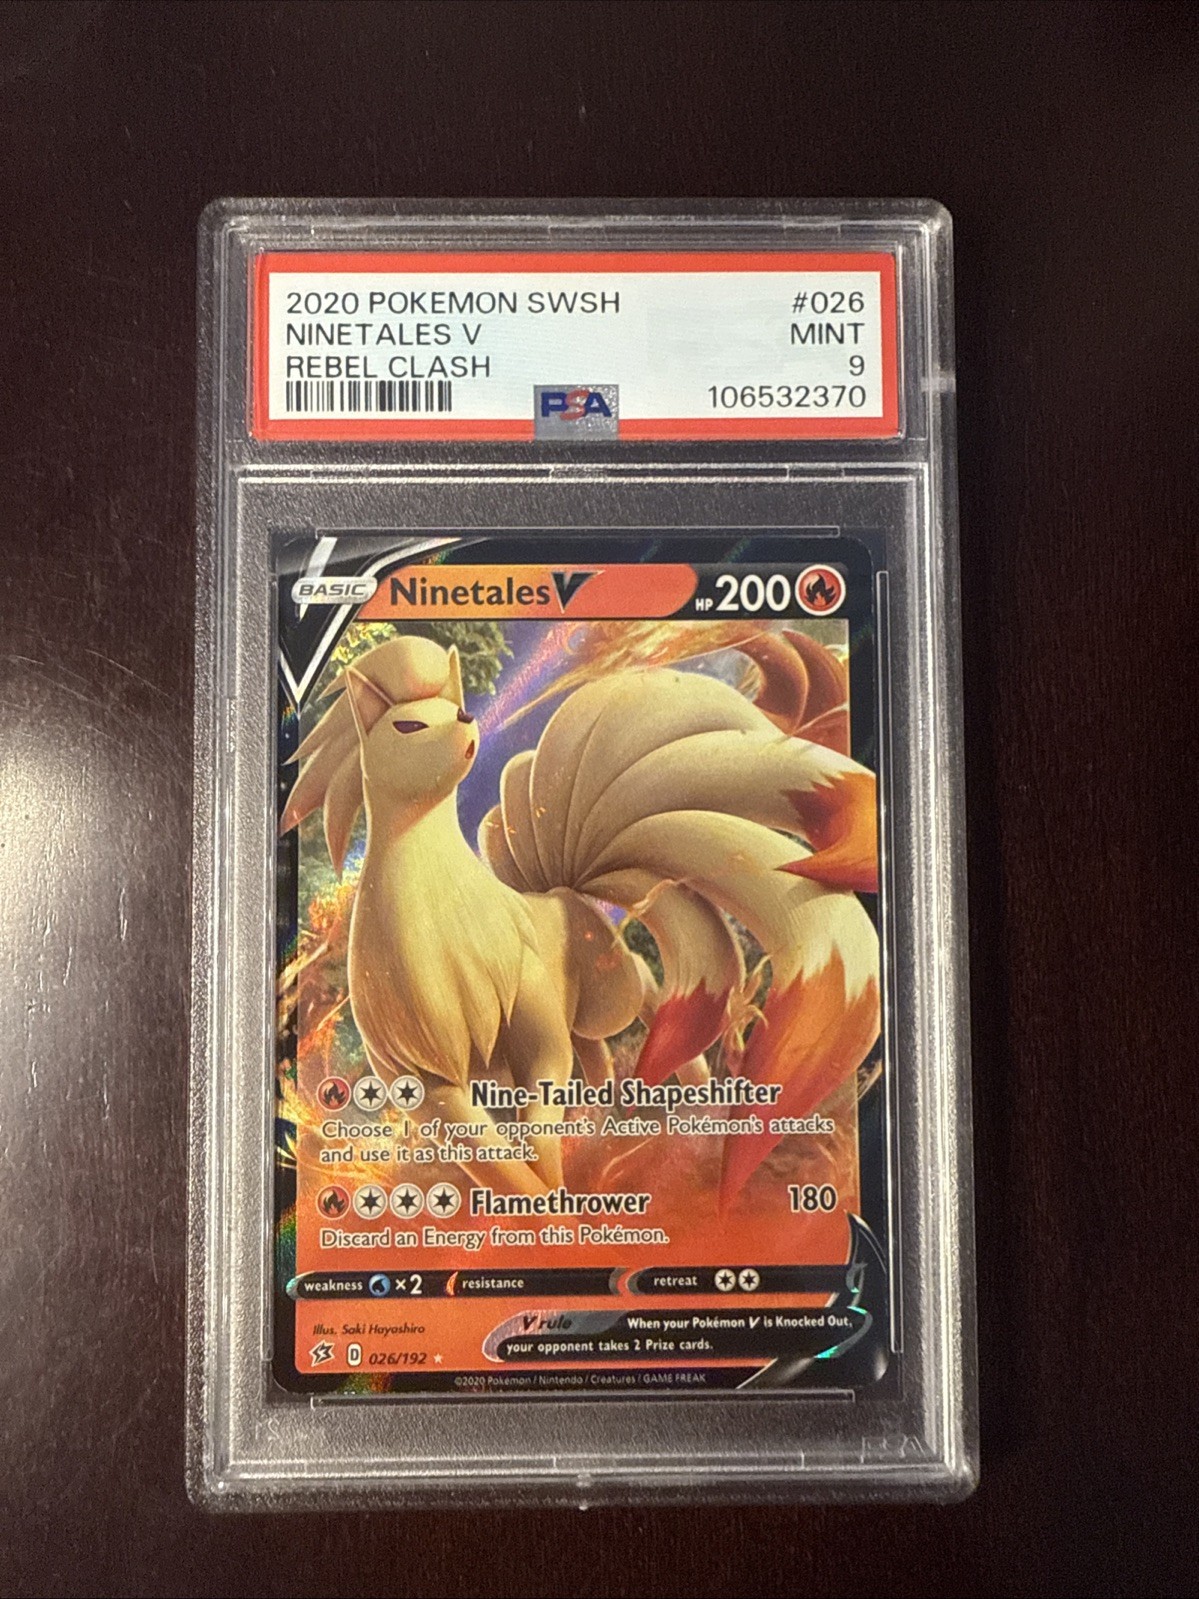 2020 POKEMON SWSH #026
NINETALES V MINT
REBEL CLASH 9
PSA 106532370
BASIC Ninetales V HP 200
Nine-Tailed Shapeshifter
Choose 1 of your opponent's Active Pokémon's attacks
and use it as this attack.
Flamethrower 180
Discard an Energy from this Pokémon.
weakness ×2 resistance retreat
Illus. Saki Hayashiro
V rule When your Pokémon V is Knocked Out,
your opponent takes 2 Prize cards.
D 026/192 ★
©2020 Pokémon / Nintendo / Creatures / GAME FREAK
PSA